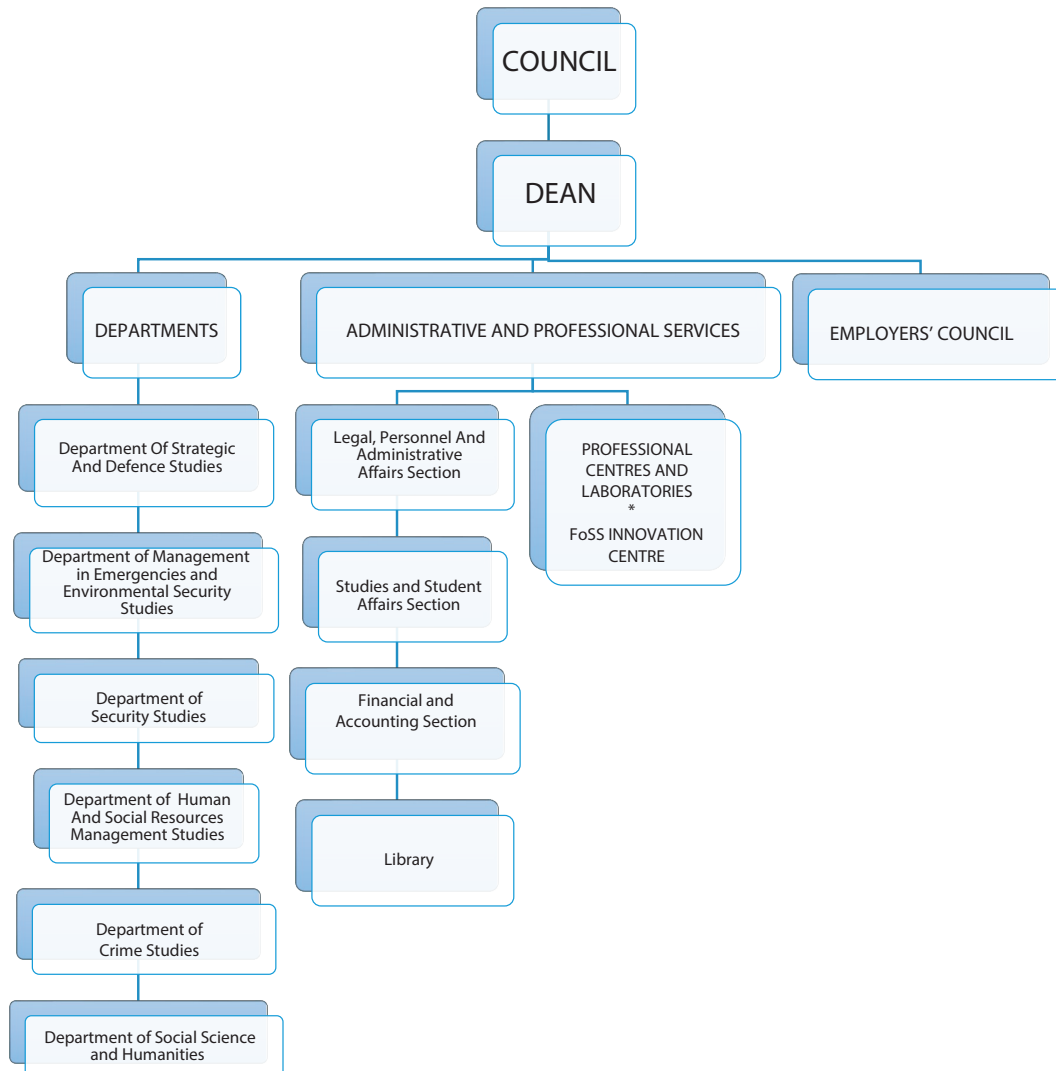 COUNCIL
DEAN
DEPARTMENTS
ADMINISTRATIVE AND PROFESSIONAL SERVICES
EMPLOYERS’ COUNCIL
Department Of Strategic
And Defence Studies
Department of Management
in Emergencies and
Environmental Security
Studies
Department of
Security Studies
Department of Human
And Social Resources
Management Studies
Department of
Crime Studies
Department of Social Science
and Humanities
Legal, Personnel And
Administrative
Affairs Section
Studies and Student
Affairs Section
Financial and
Accounting Section
Library
PROFESSIONAL
CENTRES AND
LABORATORIES
*
FoSS INNOVATION
CENTRE